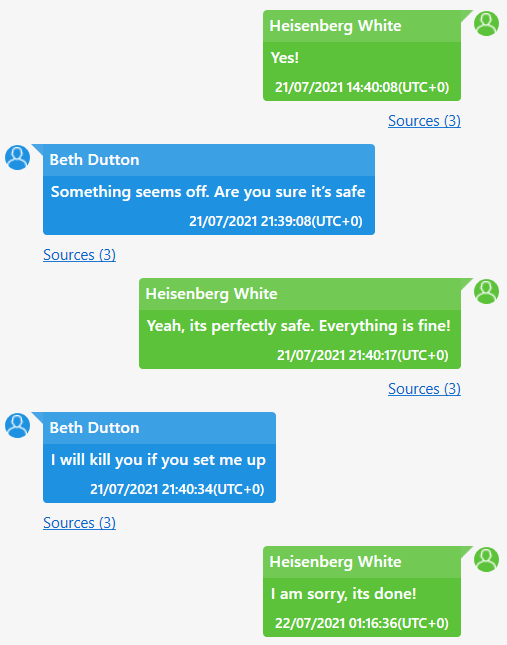 Heisenberg White
Yes!
21/07/2021 14:40:08(UTC+0)
Sources (3)
Beth Dutton
Something seems off. Are you sure it's safe
21/07/2021 21:39:08(UTC+0)
Sources (3)
Heisenberg White
Yeah, its perfectly safe. Everything is fine!
21/07/2021 21:40:17(UTC+0)
Sources (3)
Beth Dutton
I will kill you if you set me up
21/07/2021 21:40:34(UTC+0)
Sources (3)
Heisenberg White
I am sorry, its done!
22/07/2021 01:16:36(UTC+0)